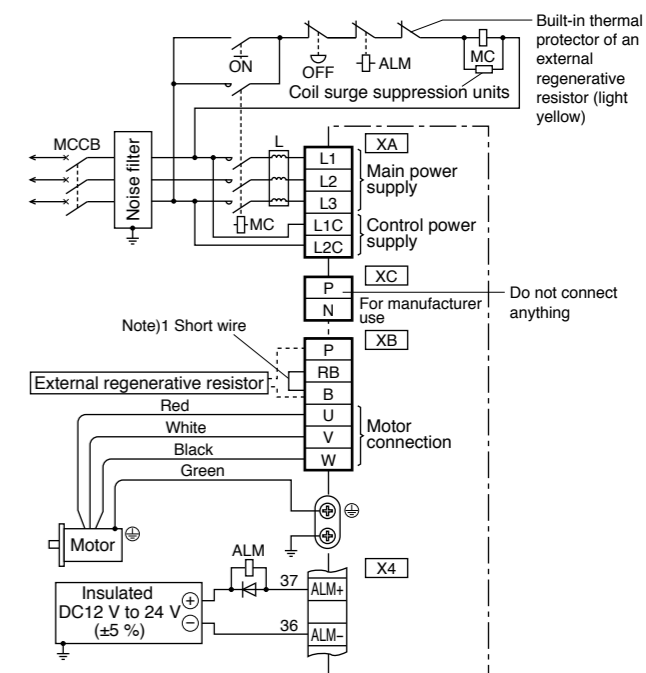 Built-in thermal
protector of an
external
regenerative
resistor (light
yellow)
ON
OFF
ALM
MC
Coil surge suppression units
MCCB
Noise filter
L
MC
XA
L1
L2
L3
L1C
L2C
Main power
supply
Control power
supply
XC
P
N
For manufacturer
use
Do not connect
anything
Note)1 Short wire
XB
P
RB
B
U
V
W
External regenerative resistor
Red
White
Black
Green
Motor
connection
Motor
ALM
X4
Insulated
DC12 V to 24 V
(±5 %)
+
−
37
ALM+
36
ALM−